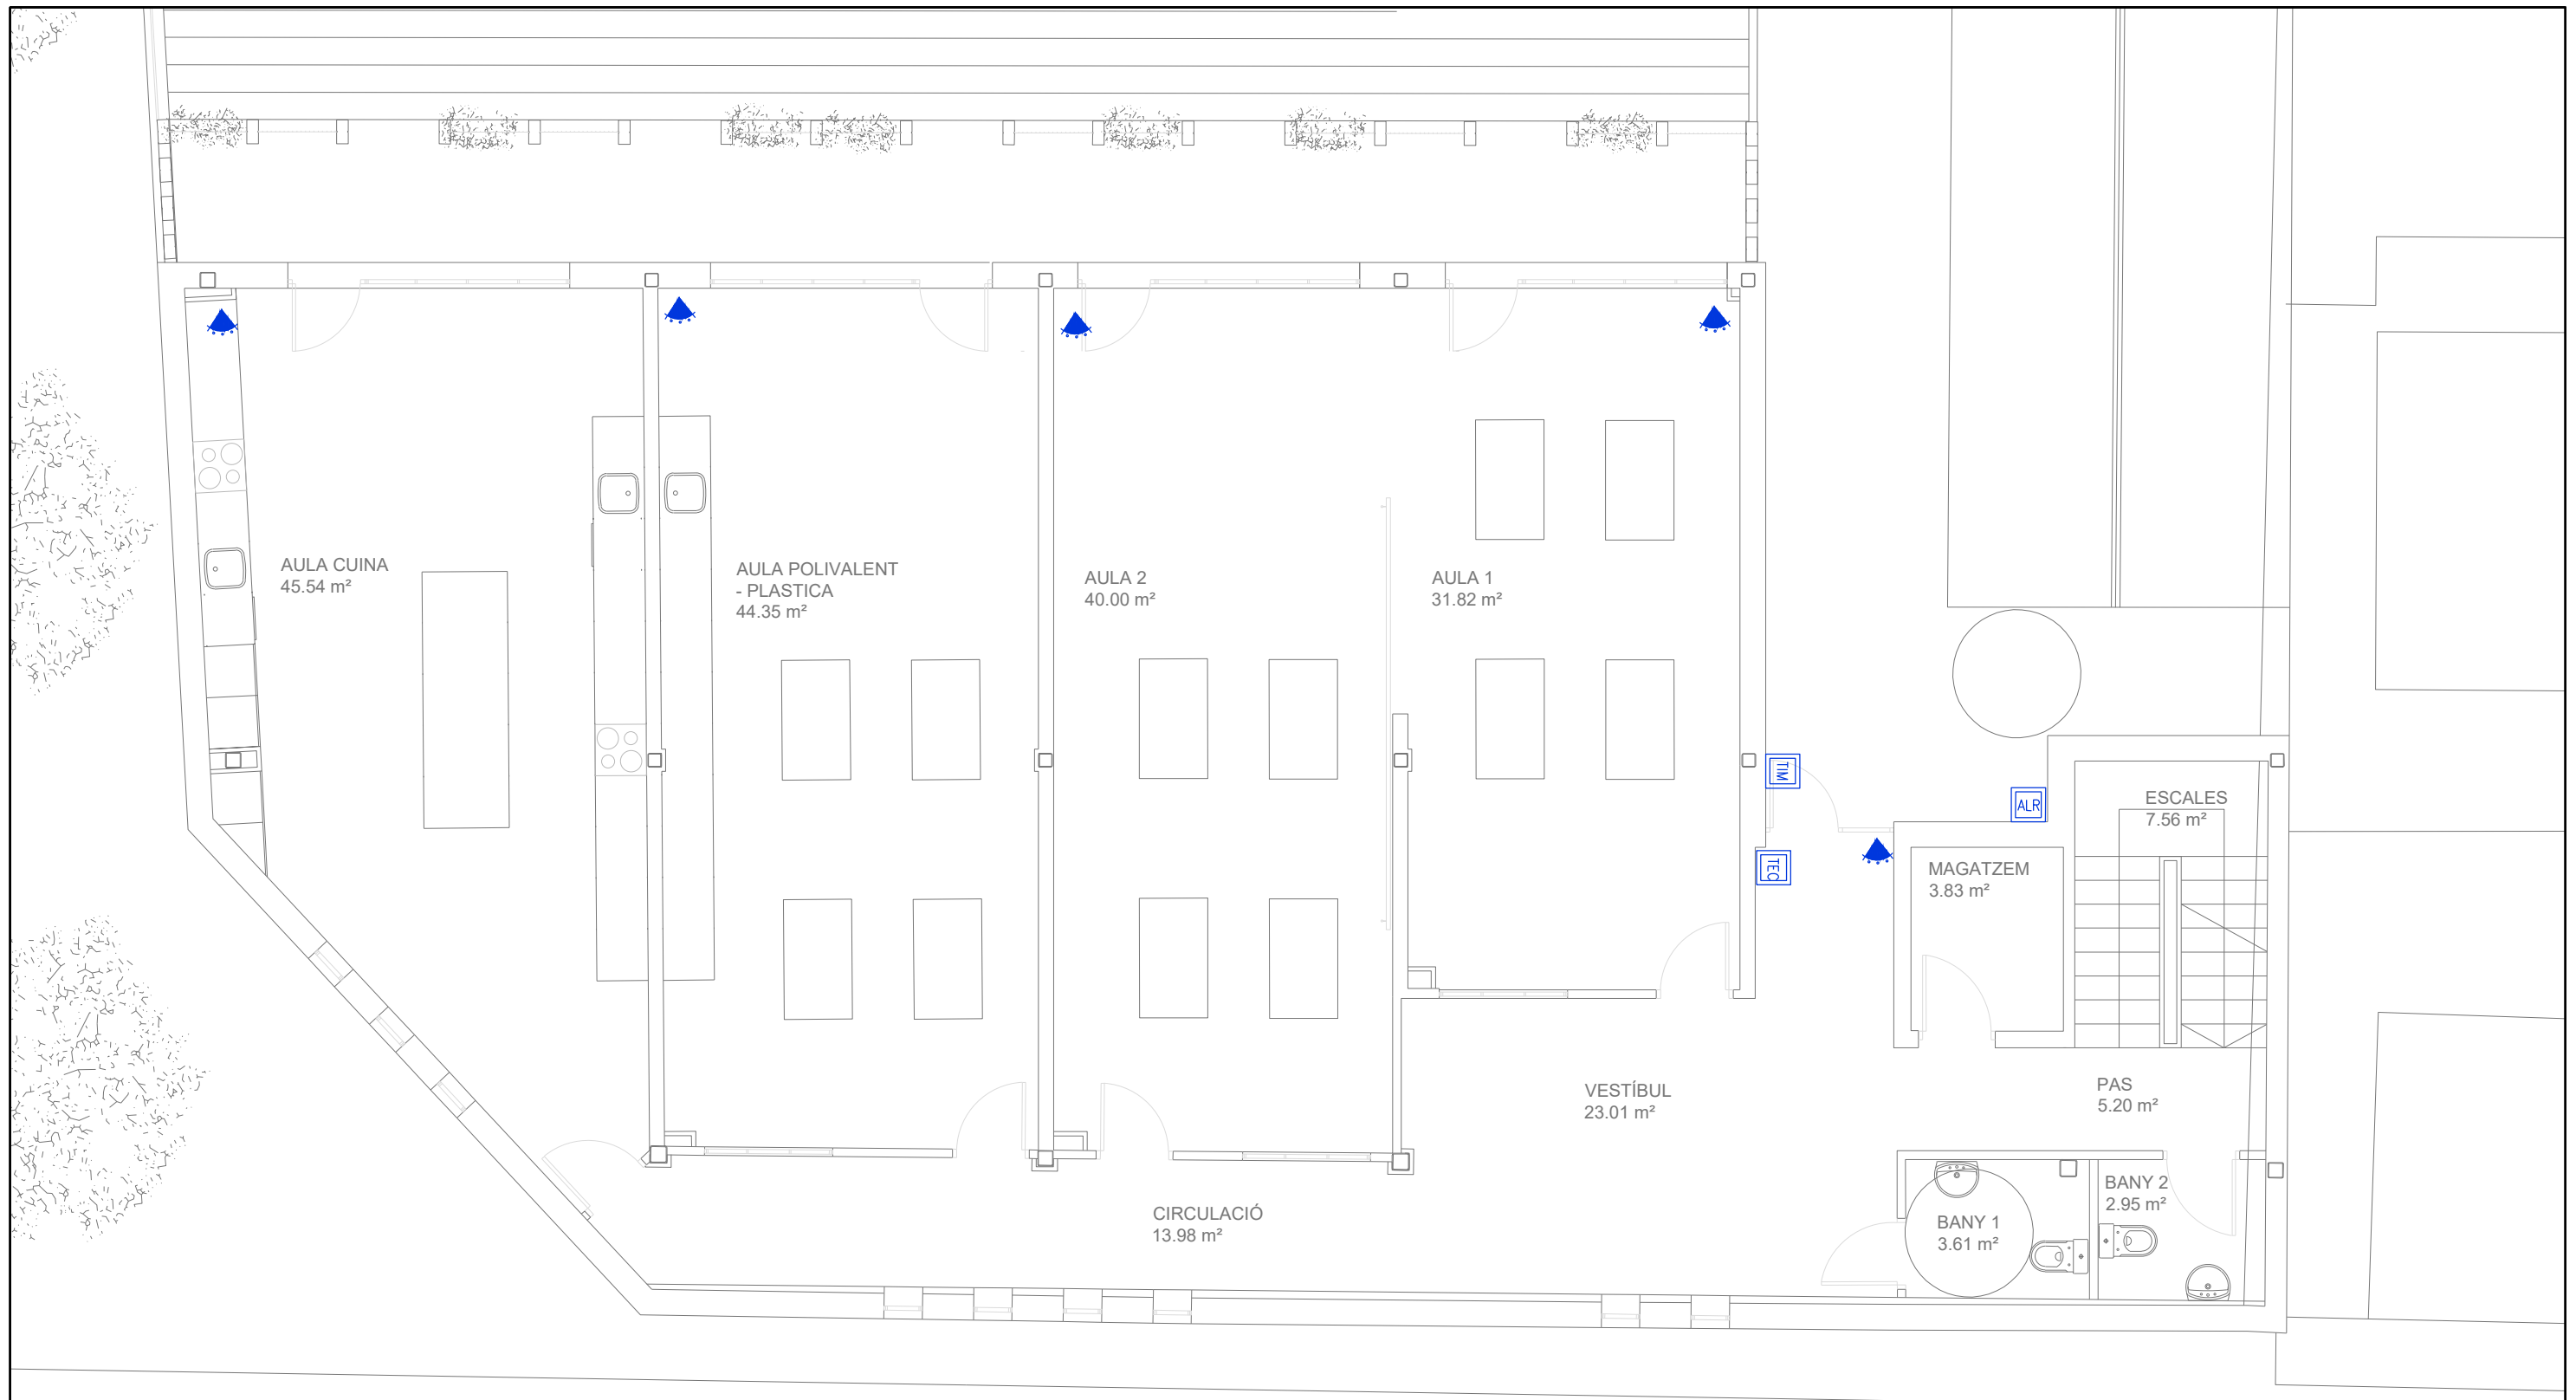 AULA CUINA
45.54 m²
AULA POLIVALENT
- PLASTICA
44.35 m²
AULA 2
40.00 m²
AULA 1
31.82 m²
TIM
TEC
ALR
ESCALES
7.56 m²
MAGATZEM
3.83 m²
VESTÍBUL
23.01 m²
PAS
5.20 m²
CIRCULACIÓ
13.98 m²
BANY 1
3.61 m²
BANY 2
2.95 m²